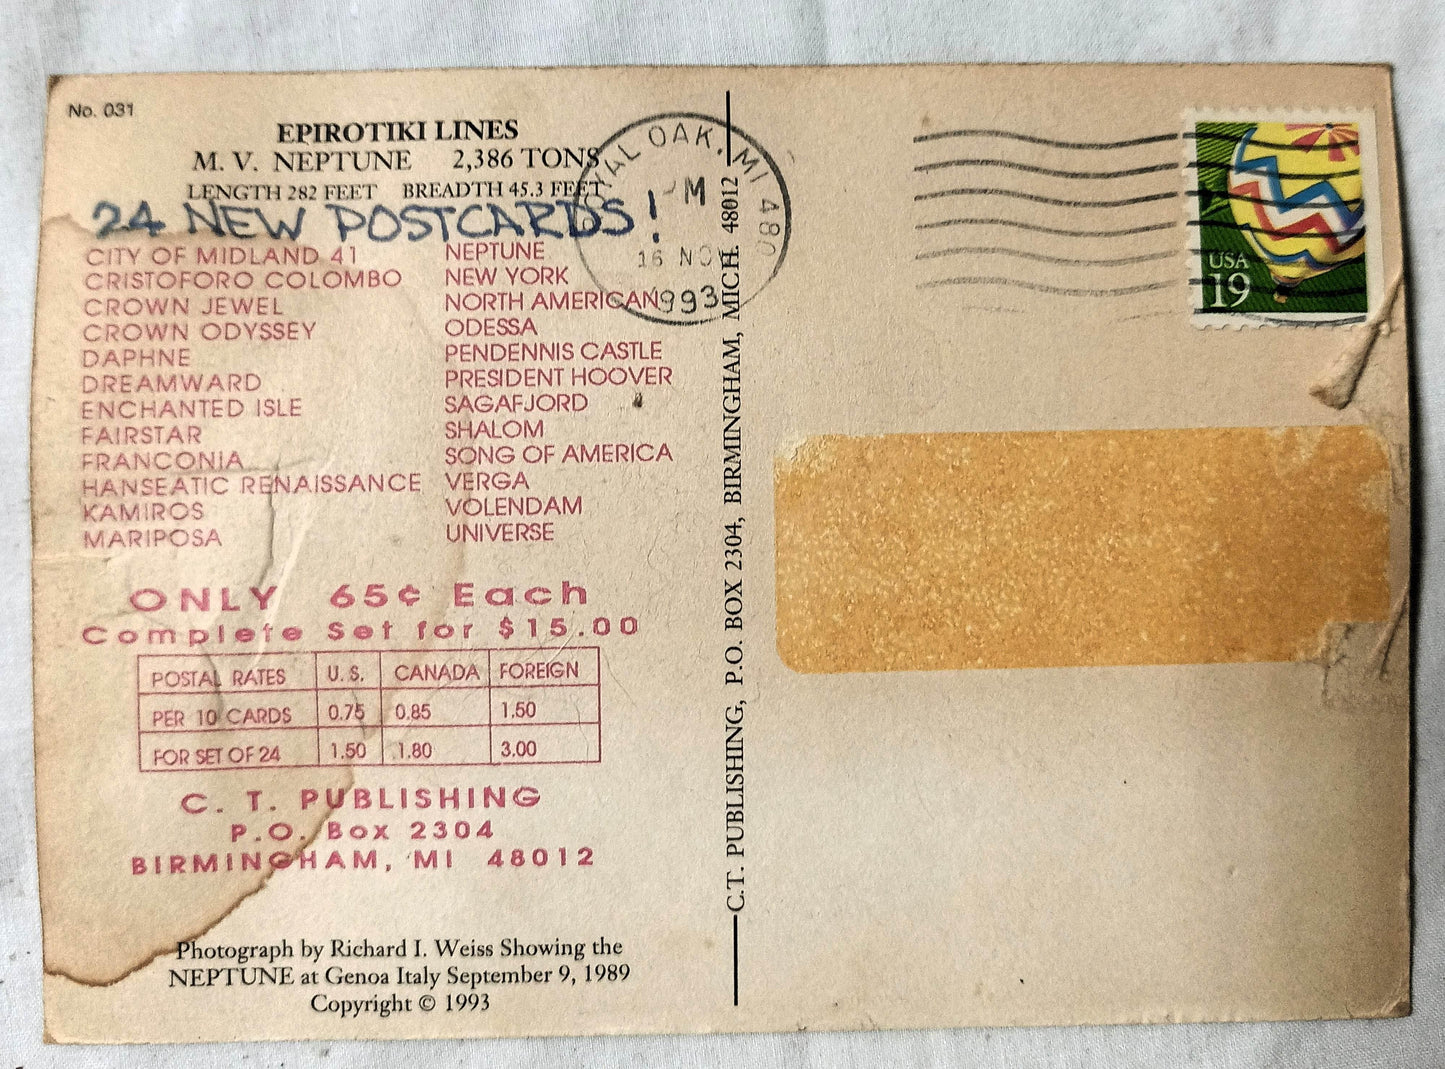 No. 031
EPIROTIKI LINES
M. V. NEPTUNE 2,386 TONS
LENGTH 282 FEET BREADTH 45.3 FEET
24 NEW POSTCARDS!
CITY OF MIDLAND 41
CRISTOFORO COLOMBO
CROWN JEWEL
CROWN ODYSSEY
DAPHNE
DREAMWARD
ENCHANTED ISLE
FAIRSTAR
FRANCONIA
HANSEATIC RENAISSANCE
KAMIROS
MARIPOSA
NEPTUNE
NEW YORK
NORTH AMERICAN
ODESSA
PENDENNIS CASTLE
PRESIDENT HOOVER
SAGAFJORD
SHALOM
SONG OF AMERICA
VERGA
VOLENDAM
UNIVERSE
ONLY 65¢ Each
Complete Set for $15.00
POSTAL RATES U.S. CANADA FOREIGN
PER 10 CARDS 0.75 0.85 1.50
FOR SET OF 24 1.50 1.80 3.00
C. T. PUBLISHING
P.O. Box 2304
BIRMINGHAM, MI 48012
Photograph by Richard I. Weiss Showing the
NEPTUNE at Genoa Italy September 9, 1989
Copyright © 1993
C.T. PUBLISHING, P.O. BOX 2304, BIRMINGHAM, MICH. 48012
ROYAL OAK, MI 480
PM
16 NOV
1993
USA
19